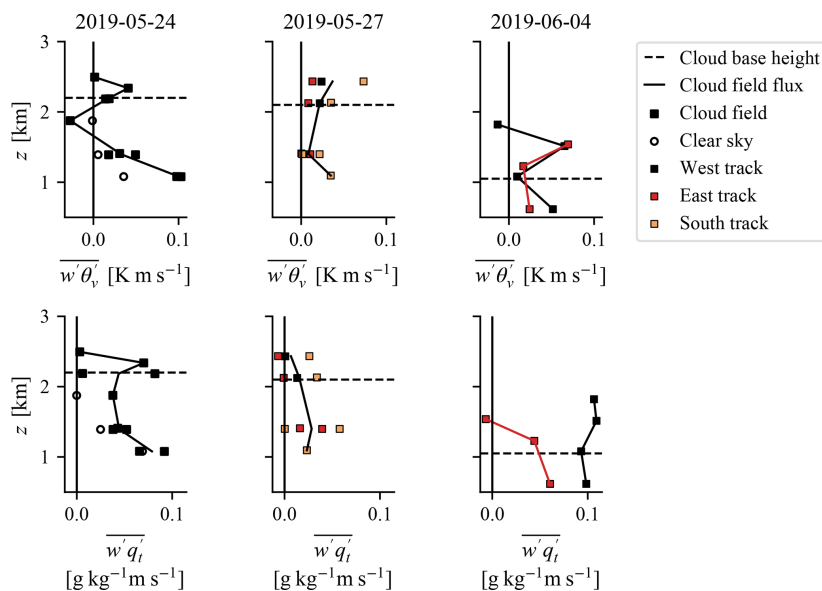 2019-05-24
2019-05-27
2019-06-04
3
2
1
z [km]
0.0 0.1
0.0 0.1
0.0 0.1
w′θ′v [K m s−1]
w′θ′v [K m s−1]
w′θ′v [K m s−1]
Cloud base height
Cloud field flux
Cloud field
Clear sky
West track
East track
South track
3
2
1
z [km]
0.0 0.1
0.0 0.1
0.0 0.1
w′q′t
[g kg−1m s−1]
w′q′t
[g kg−1m s−1]
w′q′t
[g kg−1m s−1]